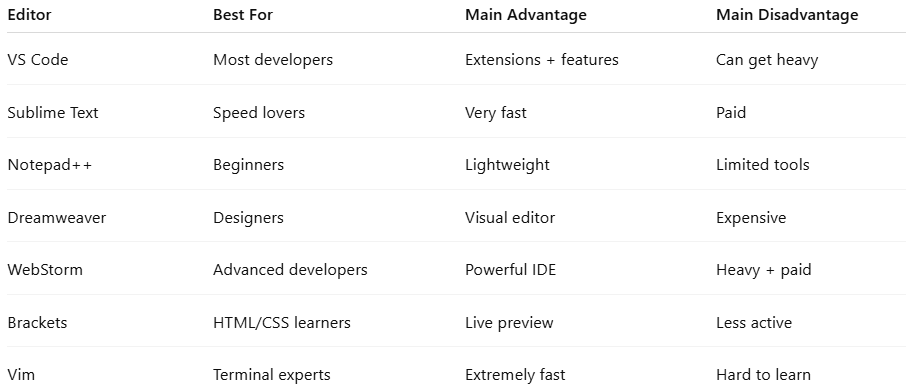 Editor Best For Main Advantage Main Disadvantage
VS Code Most developers Extensions + features Can get heavy
Sublime Text Speed lovers Very fast Paid
Notepad++ Beginners Lightweight Limited tools
Dreamweaver Designers Visual editor Expensive
WebStorm Advanced developers Powerful IDE Heavy + paid
Brackets HTML/CSS learners Live preview Less active
Vim Terminal experts Extremely fast Hard to learn